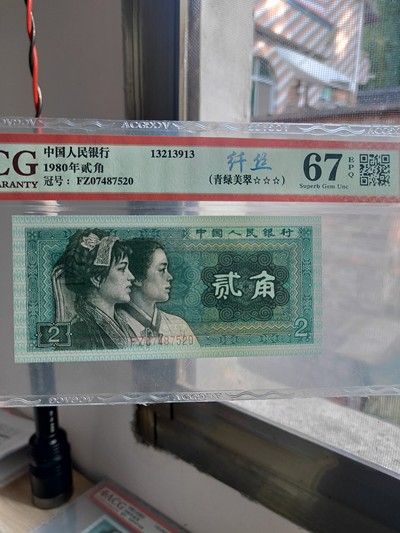 CG
WARRANTY
中国人民银行
1980年贰角
冠号: FZ07487520
13213913
纤丝
(青绿美翠☆☆☆)
67 EPQ
Superb Gem Unc
中国人民银行
贰角
2
2
FZ07487520
ACG